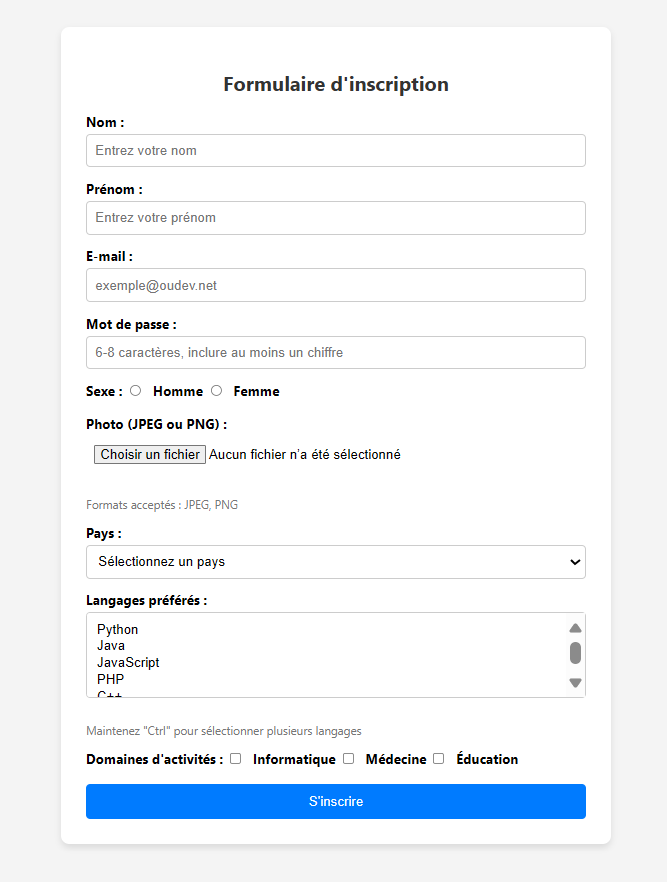 Formulaire d'inscription
Nom :
Entrez votre nom
Prénom :
Entrez votre prénom
E-mail :
exemple@oudev.net
Mot de passe :
6-8 caractères, inclure au moins un chiffre
Sexe : Homme Femme
Photo (JPEG ou PNG) :
Choisir un fichier Aucun fichier n'a été sélectionné
Formats acceptés : JPEG, PNG
Pays :
Sélectionnez un pays
Langages préférés :
Python
Java
JavaScript
PHP
C++
Maintenez "Ctrl" pour sélectionner plusieurs langages
Domaines d'activités : Informatique Médecine Éducation
S'inscrire